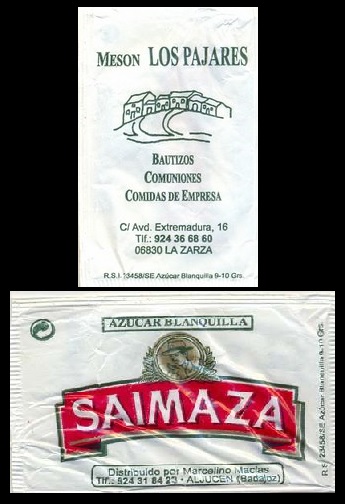 MESON LOS PAJARES
BAUTIZOS
COMUNIONES
COMIDAS DE EMPRESA
C/ Avd. Extremadura, 16
Tlf.: 924 36 68 60
06830 LA ZARZA
R.S.I. 23458/SE Azúcar Blanquilla 9-10 Grs.
AZUCAR BLANQUILLA
SAIMAZA
Distribuido por Marcelino Macías
Tlf.: 924 31 84 23 - ALJUCEN (Badajoz)
R.S.I. 23458/SE Azúcar Blanquilla 9-10 Grs.